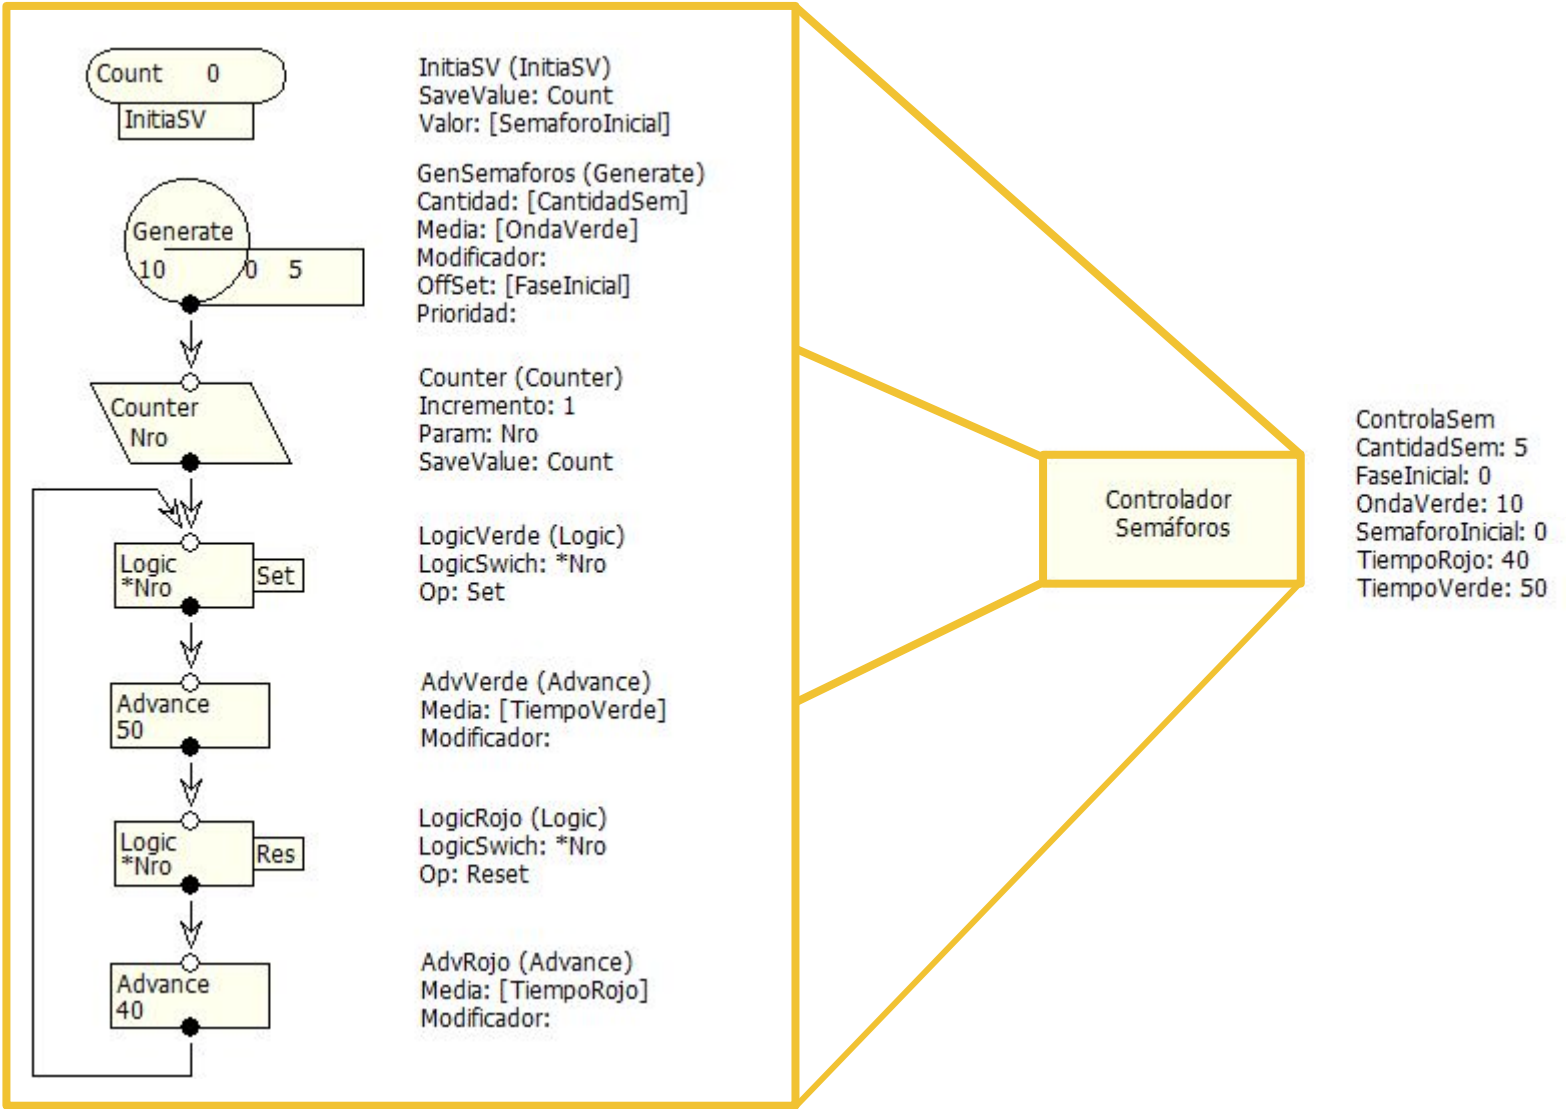 Count 0
InitiaSV
InitiaSV (InitiaSV)
SaveValue: Count
Valor: [SemaforoInicial]
Generate
10 0 5
GenSemaforos (Generate)
Cantidad: [CantidadSem]
Media: [OndaVerde]
Modificador:
OffSet: [FaseInicial]
Prioridad:
Counter
Nro
Counter (Counter)
Incremento: 1
Param: Nro
SaveValue: Count
Logic
*Nro
Set
LogicVerde (Logic)
LogicSwich: *Nro
Op: Set
Advance
50
AdvVerde (Advance)
Media: [TiempoVerde]
Modificador:
Logic
*Nro
Res
LogicRojo (Logic)
LogicSwich: *Nro
Op: Reset
Advance
40
AdvRojo (Advance)
Media: [TiempoRojo]
Modificador:
Controlador
Semáforos
ControlaSem
CantidadSem: 5
FaseInicial: 0
OndaVerde: 10
SemaforoInicial: 0
TiempoRojo: 40
TiempoVerde: 50